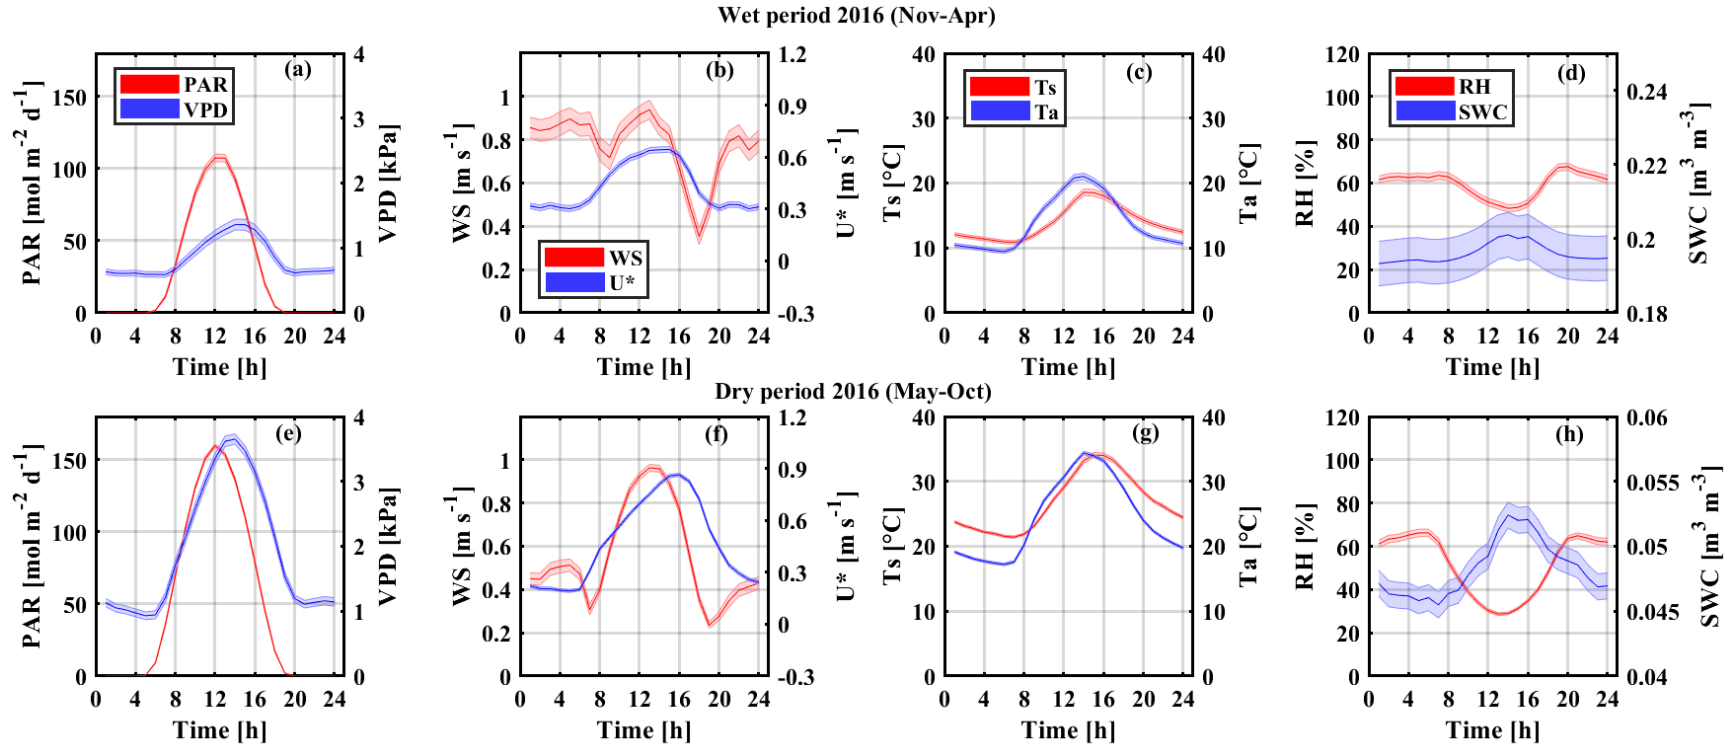 Wet period 2016 (Nov-Apr)
(a)
PAR
VPD
PAR [mol m-2 d-1]
0
50
100
150
VPD [kPa]
0
1
2
3
4
0 4 8 12 16 20 24
Time [h]
(b)
WS
U*
WS [m s-1]
0
0.2
0.4
0.6
0.8
1
U* [m s-1]
-0.3
0
0.3
0.6
0.9
1.2
0 4 8 12 16 20 24
Time [h]
(c)
Ts
Ta
Ts [°C]
0
10
20
30
40
Ta [°C]
0
10
20
30
40
0 4 8 12 16 20 24
Time [h]
(d)
RH
SWC
RH [%]
0
20
40
60
80
100
120
SWC [m3 m-3]
0.18
0.2
0.22
0.24
0 4 8 12 16 20 24
Time [h]
Dry period 2016 (May-Oct)
(e)
PAR [mol m-2 d-1]
0
50
100
150
VPD [kPa]
0
1
2
3
4
0 4 8 12 16 20 24
Time [h]
(f)
WS [m s-1]
0
0.2
0.4
0.6
0.8
1
U* [m s-1]
-0.3
0
0.3
0.6
0.9
1.2
0 4 8 12 16 20 24
Time [h]
(g)
Ts [°C]
0
10
20
30
40
Ta [°C]
0
10
20
30
40
0 4 8 12 16 20 24
Time [h]
(h)
RH [%]
0
20
40
60
80
100
120
SWC [m3 m-3]
0.04
0.045
0.05
0.055
0.06
0 4 8 12 16 20 24
Time [h]